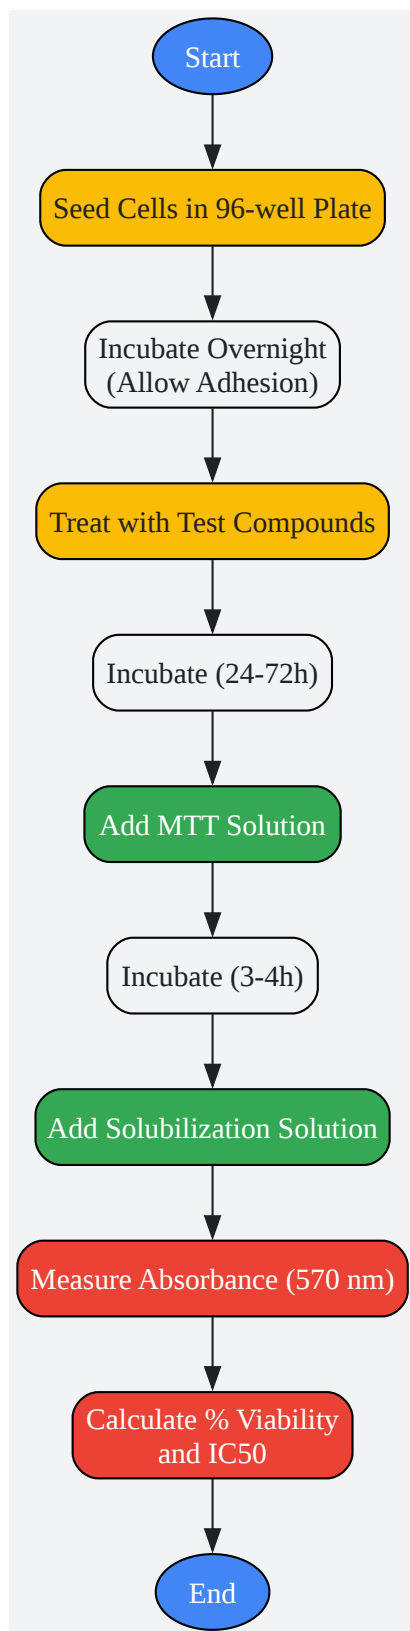 Start
Seed Cells in 96-well Plate
Incubate Overnight
(Allow Adhesion)
Treat with Test Compounds
Incubate (24-72h)
Add MTT Solution
Incubate (3-4h)
Add Solubilization Solution
Measure Absorbance (570 nm)
Calculate % Viability
and IC50
End